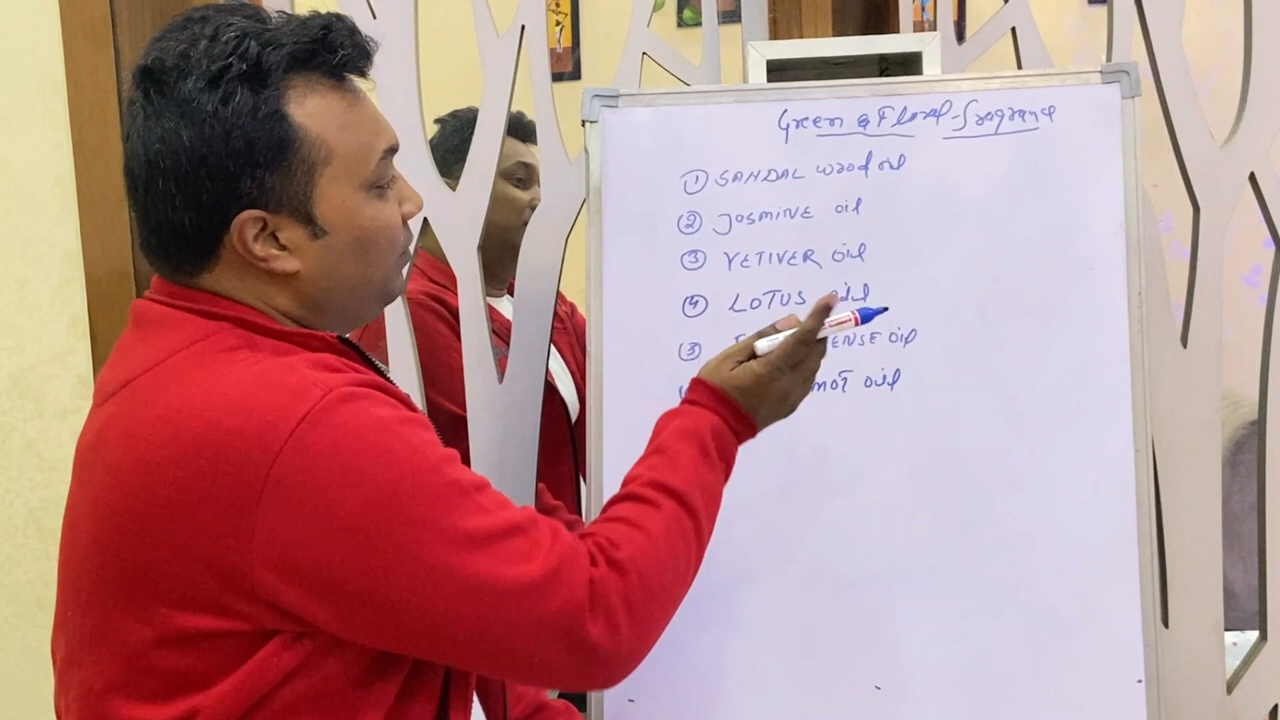 Green & Floral-fragrance
① SANDAL wood oil
② JaSMINE oil
③ VETIVER oil
④ LOTUS oil
⑤ ENSE oil
MOT oil